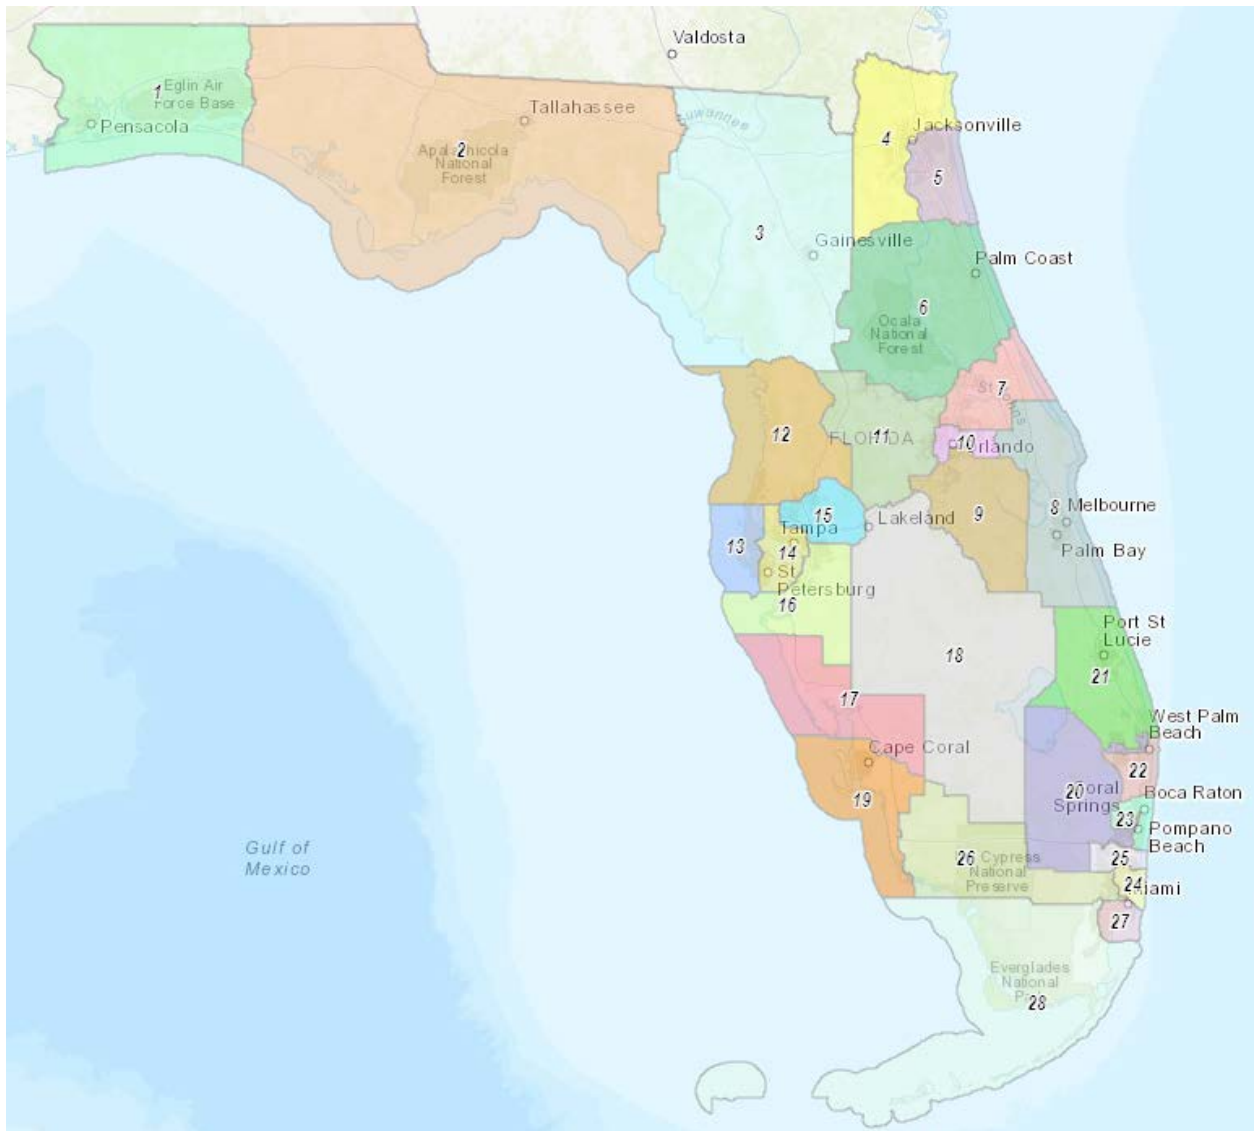 Valdosta
1
Eglin Air
Force Base
Pensacola
Tallahassee
2
Apalachicola
National
Forest
Suwannee
3
Gainesville
4
Jacksonville
5
Palm Coast
6
Ocala
National
Forest
7
12
FLORIDA
11
10
Orlando
9
8
Melbourne
Palm Bay
15
Lakeland
Tampa
13
14
St
Petersburg
16
18
Port St
Lucie
21
17
West Palm
Beach
Cape Coral
22
19
20
Coral
Springs
Boca Raton
23
Pompano
Beach
Gulf of
Mexico
26
Cypress
National
Preserve
25
24
Miami
27
Everglades
National
28